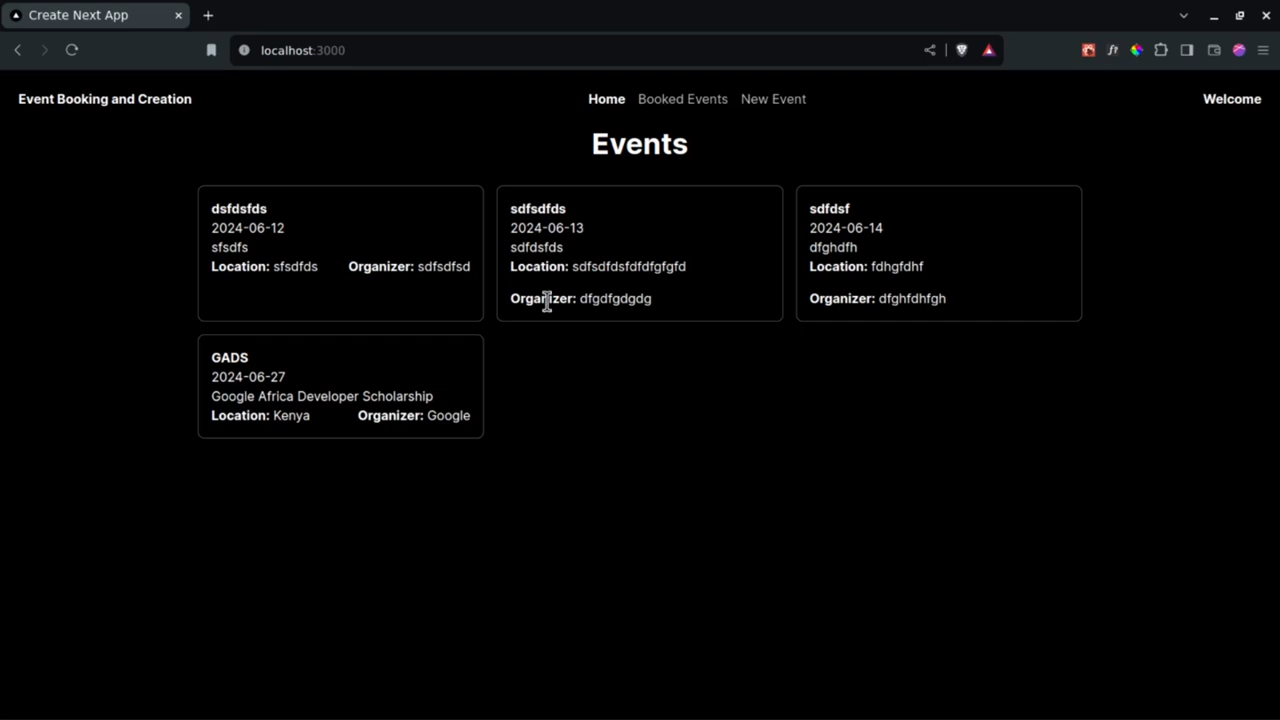 Create Next App
localhost:3000
Event Booking and Creation
Home Booked Events New Event
Welcome
Events
dsfdsfds
2024-06-12
sfsdfs
Location: sfsdfds Organizer: sdfsdfsd
sdfsdfds
2024-06-13
sdfdsfds
Location: sdfsdfdsfdfdfgfgfd
Organizer: dfgdfgdgdg
sdfdsf
2024-06-14
dfghdfh
Location: fdhgfdhf
Organizer: dfghfdhfgh
GADS
2024-06-27
Google Africa Developer Scholarship
Location: Kenya Organizer: Google